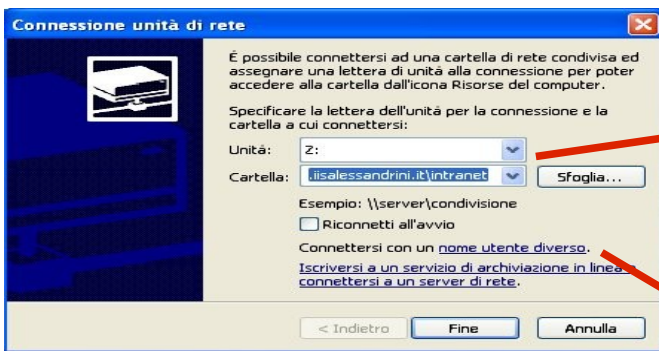 Connessione unità di rete
È possibile connettersi ad una cartella di rete condivisa ed
assegnare una lettera di unità alla connessione per poter
accedere alla cartella dall'icona Risorse del computer.
Specificare la lettera dell'unità per la connessione e la
cartella a cui connettersi:
Unità: Z:
Cartella: .iisalessandrini.it\intranet Sfoglia...
Esempio: \\server\condivisione
Riconnetti all'avvio
Connettersi con un nome utente diverso.
Iscriversi a un servizio di archiviazione in linea o
connettersi a un server di rete.
< Indietro Fine Annulla